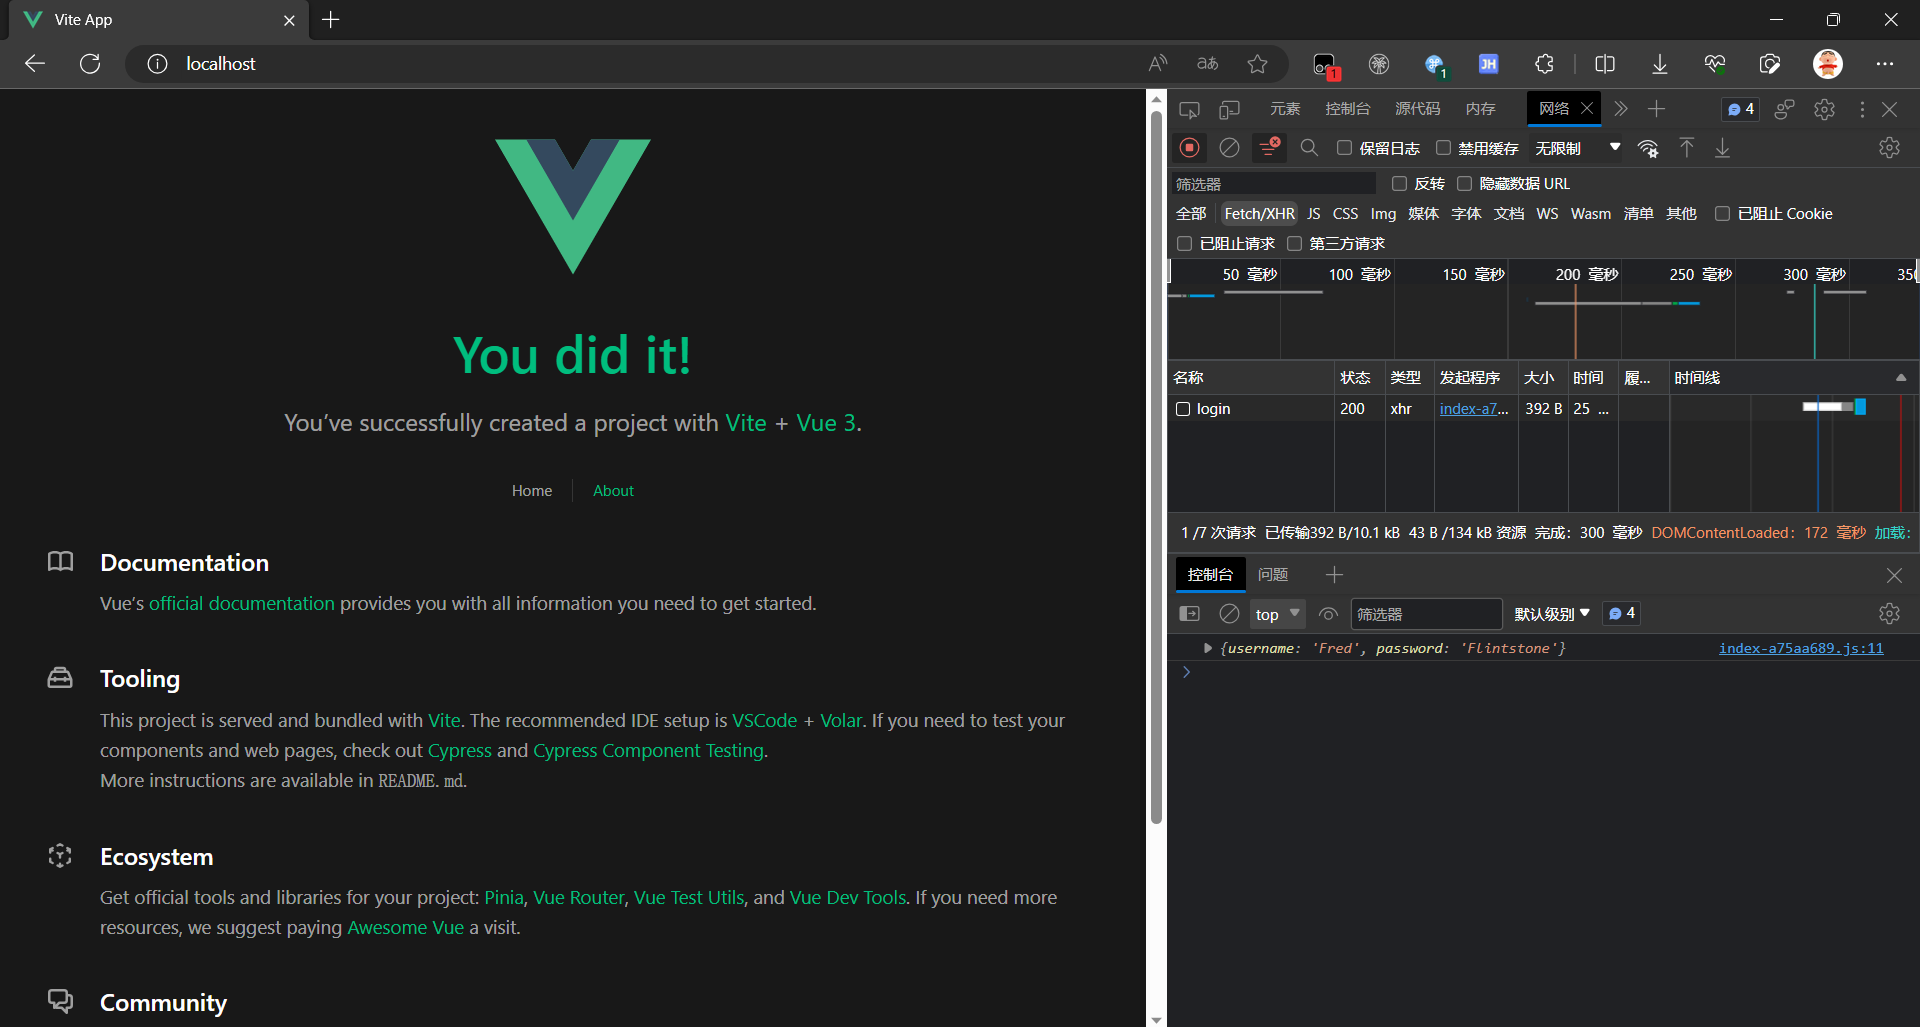 Vite App
localhost
aあ
1
1
JH
You did it!
You've successfully created a project with Vite + Vue 3.
Home
About
Documentation
Vue's official documentation provides you with all information you need to get started.
Tooling
This project is served and bundled with Vite. The recommended IDE setup is VSCode + Volar. If you need to test your
components and web pages, check out Cypress and Cypress Component Testing.
More instructions are available in README.md.
Ecosystem
Get official tools and libraries for your project: Pinia, Vue Router, Vue Test Utils, and Vue Dev Tools. If you need more
resources, we suggest paying Awesome Vue a visit.
Community
元素 控制台 源代码 内存 网络 4
保留日志 禁用缓存 无限制
筛选器 反转 隐藏数据 URL
全部 Fetch/XHR JS CSS Img 媒体 字体 文档 WS Wasm 清单 其他 已阻止 Cookie
已阻止请求 第三方请求
50 毫秒 100 毫秒 150 毫秒 200 毫秒 250 毫秒 300 毫秒 350
名称 状态 类型 发起程序 大小 时间 履... 时间线
login 200 xhr index-a7... 392 B 25 ...
1 /7 次请求 已传输392 B/10.1 kB 43 B /134 kB 资源 完成: 300 毫秒 DOMContentLoaded: 172 毫秒 加载:
控制台 问题
top 筛选器 默认级别 4
{username: 'Fred', password: 'Flintstone'} index-a75aa689.js:11